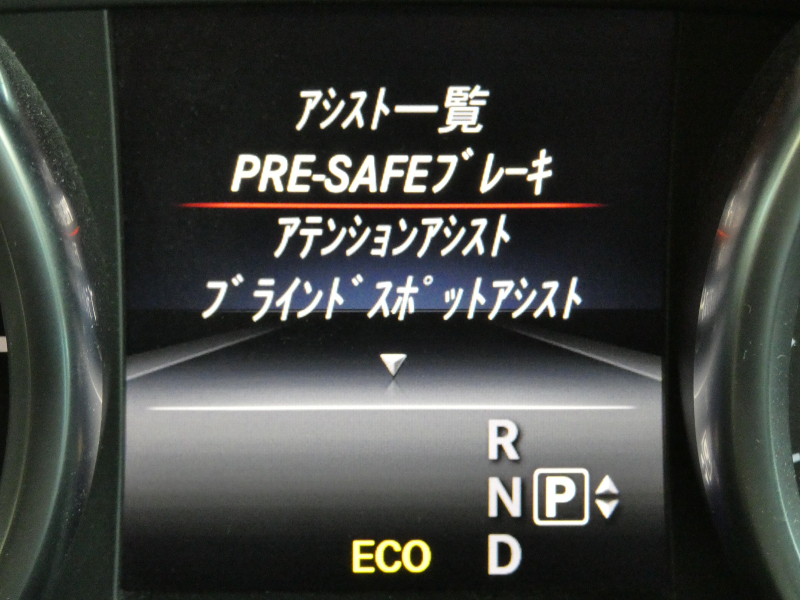 アシスト一覧
PRE-SAFEブレーキ
アテンションアシスト
ブラインドスポットアシスト
R
N P
ECO D